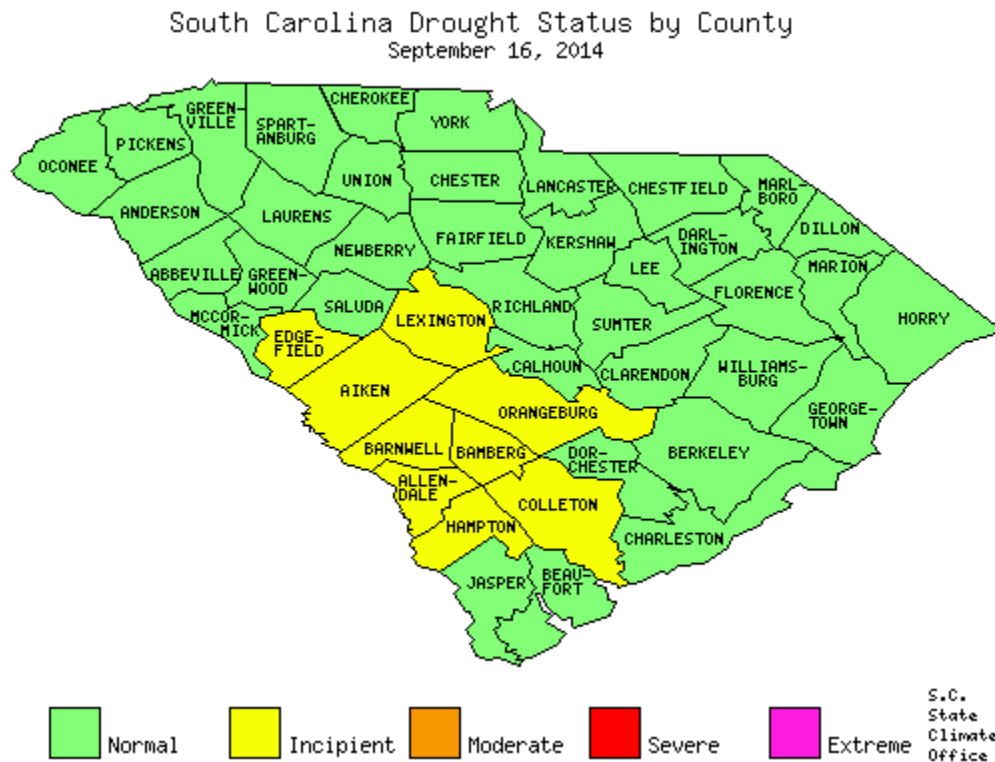 South Carolina Drought Status by County
September 16, 2014
CHEROKEE
GREEN-
VILLE
SPART-
ANBURG
YORK
PICKENS
OCONEE
UNION
CHESTER
LANCASTER
CHESTFIELD
MARL-
BORO
ANDERSON
LAURENS
DILLON
NEWBERRY
FAIRFIELD
KERSHAW
DARL-
INGTON
ABBEVILLE
GREEN-
WOOD
LEE
MARION
FLORENCE
SALUDA
RICHLAND
MCCOR-
MICK
LEXINGTON
SUMTER
HORRY
EDGE-
FIELD
CALHOUN
CLARENDON
WILLIAMS-
BURG
AIKEN
ORANGEBURG
GEORGE-
TOWN
BARNWELL
BAMBERG
DOR-
CHESTER
BERKELEY
ALLEN-
DALE
COLLETON
HAMPTON
CHARLESTON
JASPER
BEAU-
FORT
Normal
Incipient
Moderate
Severe
Extreme
S.C.
State
Climate
Office